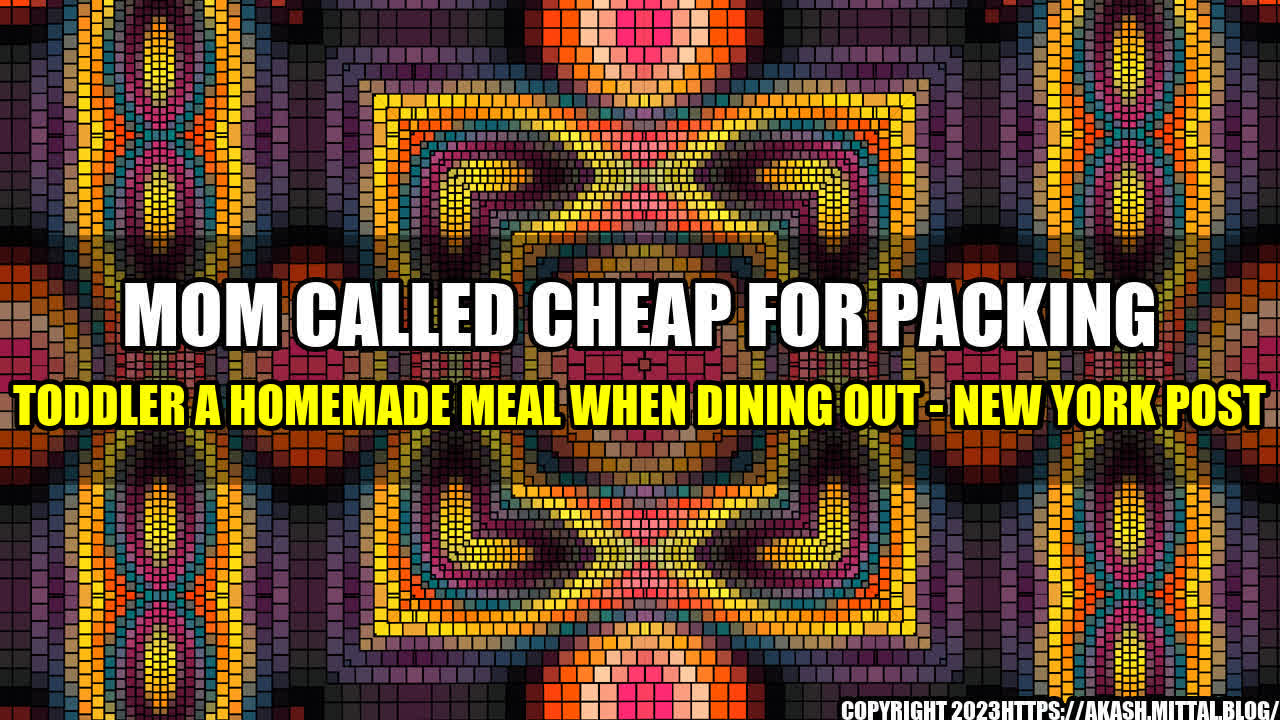 MOM CALLED CHEAP FOR PACKING
TODDLER A HOMEMADE MEAL WHEN DINING OUT - NEW YORK POST
COPYRIGHT 2023HTTPS://AKASH.MITTAL.BLOG/